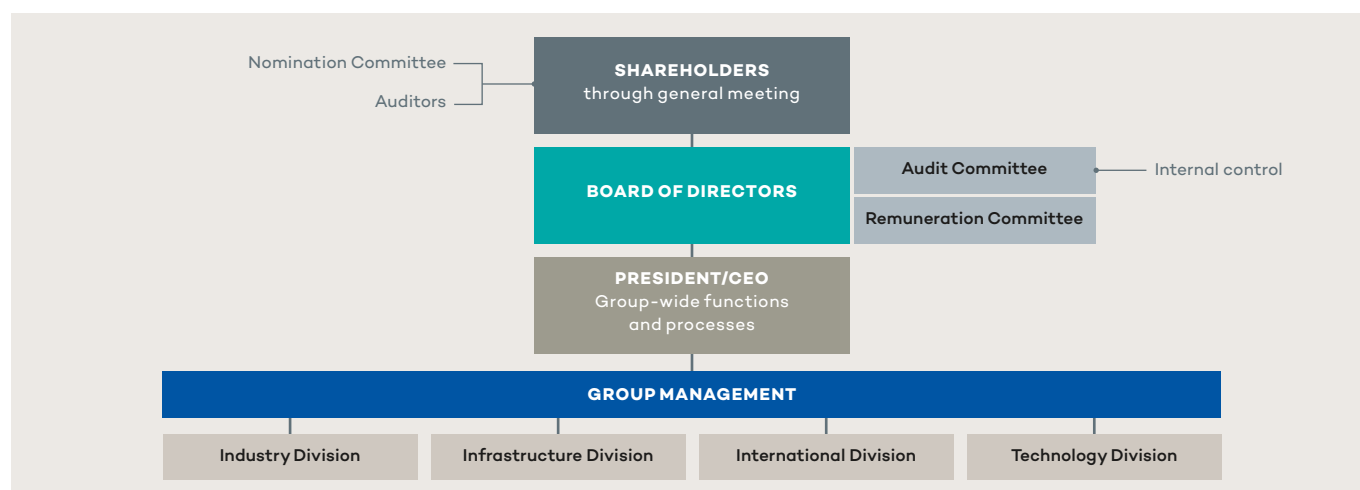 Nomination Committee
Auditors
SHAREHOLDERS
through general meeting
BOARD OF DIRECTORS
Audit Committee
Internal control
Remuneration Committee
PRESIDENT/CEO
Group-wide functions
and processes
GROUP MANAGEMENT
Industry Division
Infrastructure Division
International Division
Technology Division